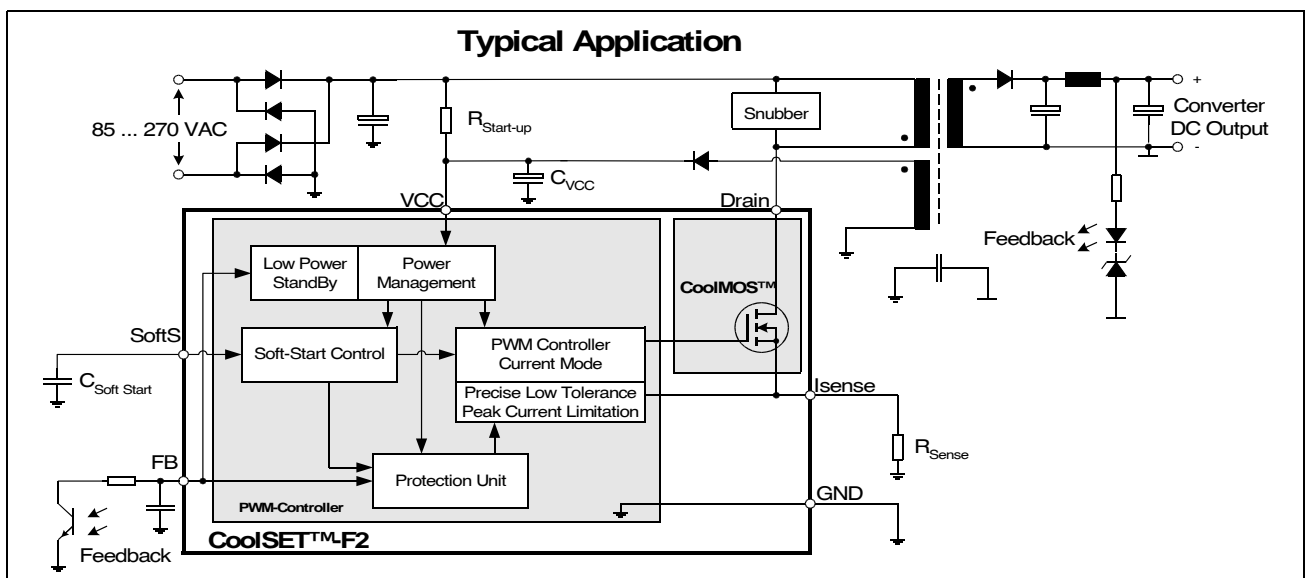 Typical Application
+
85 ... 270 VAC
RStart-up
Snubber
Converter
DC Output
-
CVCC
VCC
Drain
Feedback
Low Power
StandBy
Power
Management
CoolMOS™
SoftS
Soft-Start Control
PWM Controller
Current Mode
CSoft Start
Precise Low Tolerance
Peak Current Limitation
Isense
RSense
FB
Protection Unit
GND
PWM-Controller
CoolSET™-F2
Feedback